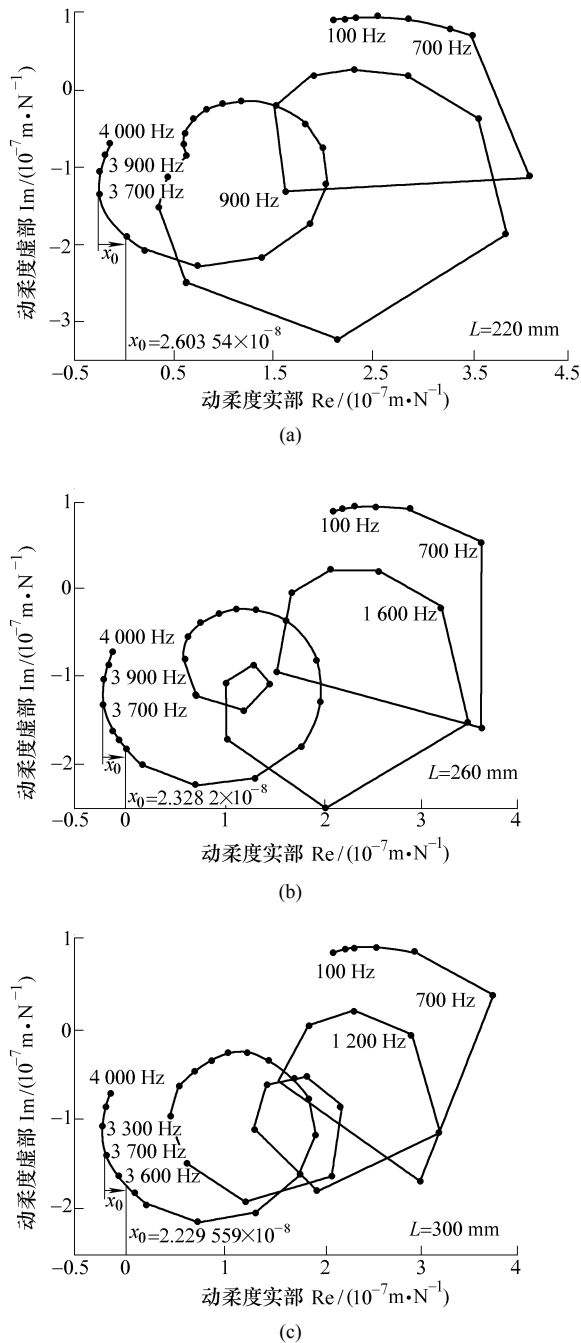 1
0
−1
−2
−3
−0.5
0.5
1.5
2.5
3.5
4.5
100 Hz
700 Hz
4 000 Hz
3 900 Hz
3 700 Hz
900 Hz
x₀
x₀=2.603 54×10⁻⁸
L=220 mm
动柔度虚部 Im/(10⁻⁷m•N⁻¹)
动柔度实部 Re/(10⁻⁷m•N⁻¹)
(a)
1
0
−1
−2
−0.5
0
1
2
3
4
100 Hz
700 Hz
1 600 Hz
4 000 Hz
3 900 Hz
3 700 Hz
x₀
x₀=2.328 2×10⁻⁸
L=260 mm
动柔度虚部 Im/(10⁻⁷m•N⁻¹)
动柔度实部 Re/(10⁻⁷m•N⁻¹)
(b)
1
0
−1
−2
−0.5
0
1
2
3
4
100 Hz
700 Hz
1 200 Hz
4 000 Hz
3 300 Hz
3 700 Hz
3 600 Hz
x₀
x₀=2.229 559×10⁻⁸
L=300 mm
动柔度虚部 Im/(10⁻⁷m•N⁻¹)
动柔度实部 Re/(10⁻⁷m•N⁻¹)
(c)